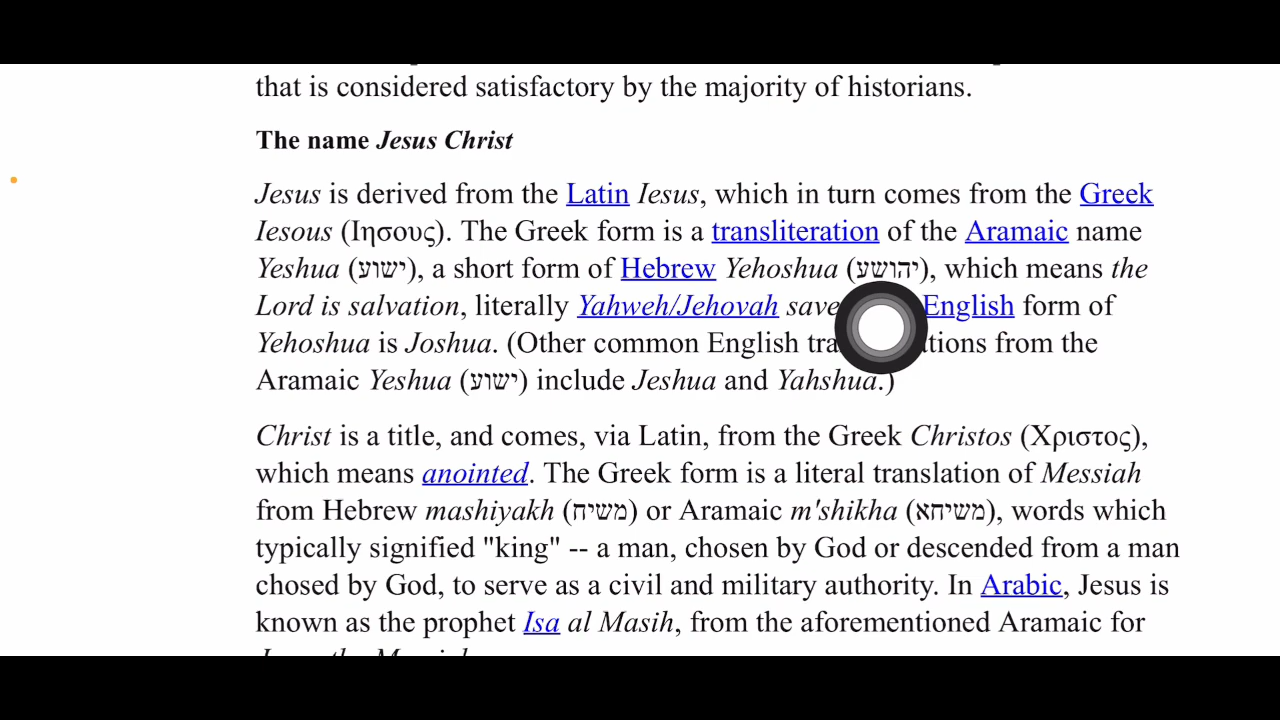 that is considered satisfactory by the majority of historians.
The name Jesus Christ
Jesus is derived from the Latin Iesus, which in turn comes from the Greek
Iesous (Ιησους). The Greek form is a transliteration of the Aramaic name
Yeshua (ישוע), a short form of Hebrew Yehoshua (יהושע), which means the
Lord is salvation, literally Yahweh/Jehovah save English form of
Yehoshua is Joshua. (Other common English from the
Aramaic Yeshua (ישוע) include Jeshua and Yahshua.)
Christ is a title, and comes, via Latin, from the Greek Christos (Χριστος),
which means anointed. The Greek form is a literal translation of Messiah
from Hebrew mashiyakh (משיח) or Aramaic m'shikha (משיחא), words which
typically signified "king" -- a man, chosen by God or descended from a man
chosed by God, to serve as a civil and military authority. In Arabic, Jesus is
known as the prophet Isa al Masih, from the aforementioned Aramaic for